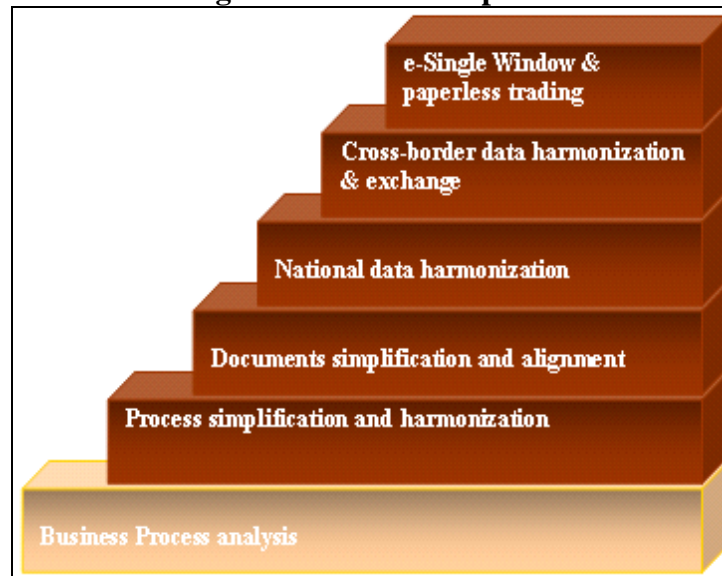 e-Single Window &
paperless trading
Cross-border data harmonization
& exchange
National data harmonization
Documents simplification and alignment
Process simplification and harmonization
Business Process analysis